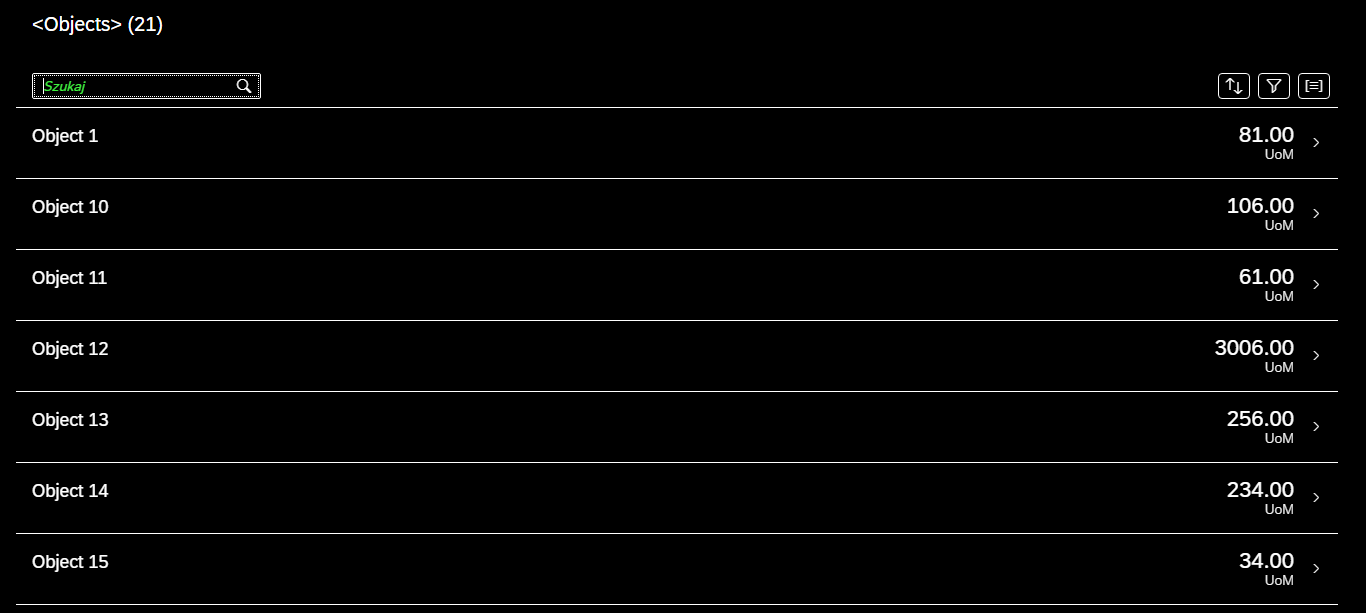 <Objects> (21)
Szukaj
Object 1
81.00
UoM
Object 10
106.00
UoM
Object 11
61.00
UoM
Object 12
3006.00
UoM
Object 13
256.00
UoM
Object 14
234.00
UoM
Object 15
34.00
UoM